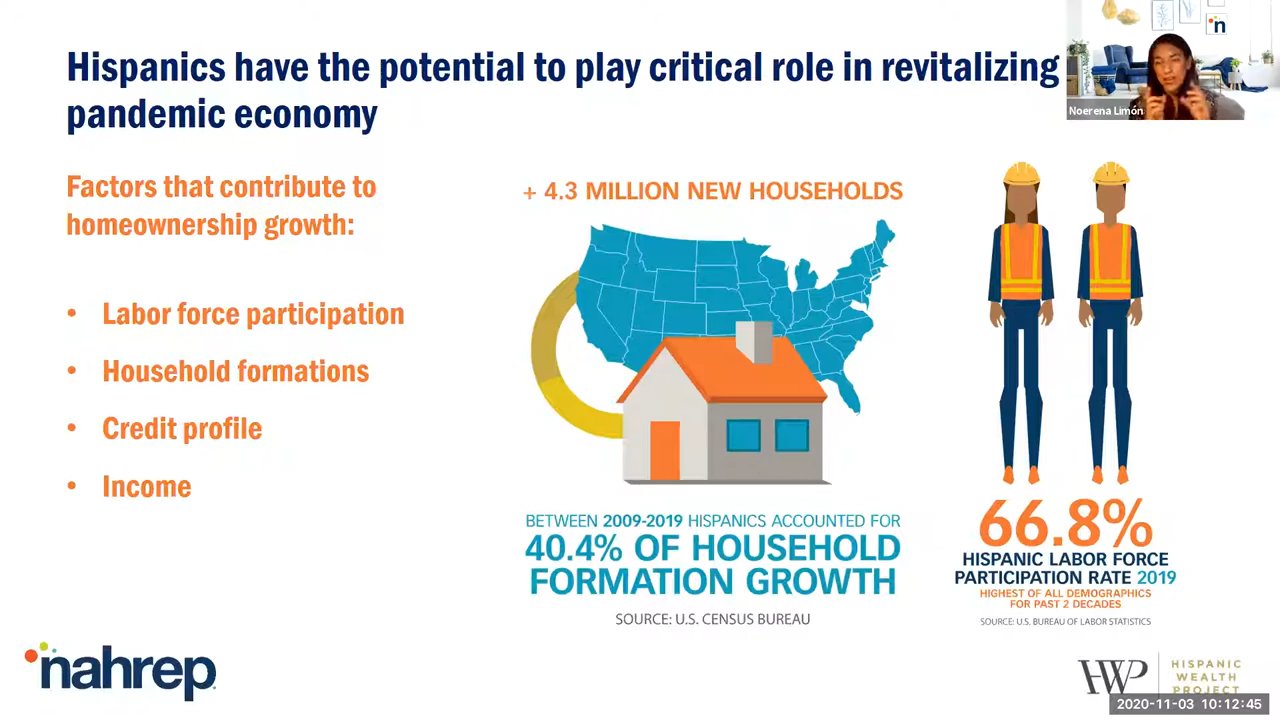 Hispanics have the potential to play critical role in revitalizing
pandemic economy
n
Noerena Limón
Factors that contribute to
homeownership growth:
• Labor force participation
• Household formations
• Credit profile
• Income
+ 4.3 MILLION NEW HOUSEHOLDS
BETWEEN 2009-2019 HISPANICS ACCOUNTED FOR
40.4% OF HOUSEHOLD
FORMATION GROWTH
SOURCE: U.S. CENSUS BUREAU
66.8%
HISPANIC LABOR FORCE
PARTICIPATION RATE 2019
HIGHEST OF ALL DEMOGRAPHICS
FOR PAST 2 DECADES
SOURCE: U.S. BUREAU OF LABOR STATISTICS
nahrep
HWP
HISPANIC
WEALTH
PROJECT
2020-11-03 10:12:45